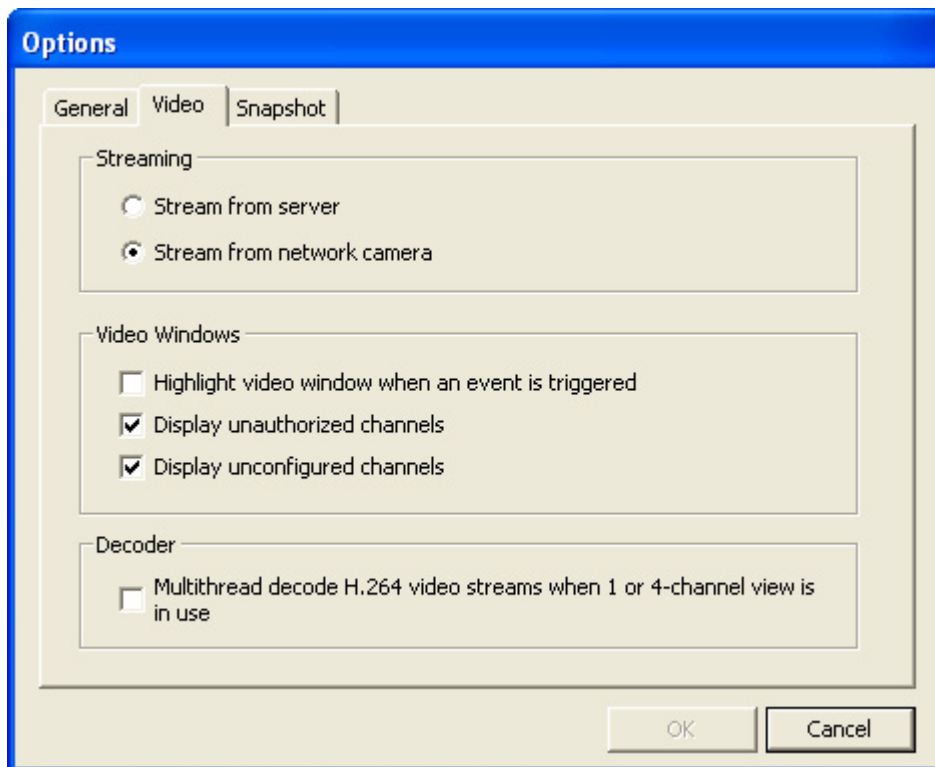 Options
General Video Snapshot
Streaming
Stream from server
Stream from network camera
Video Windows
Highlight video window when an event is triggered
Display unauthorized channels
Display unconfigured channels
Decoder
Multithread decode H.264 video streams when 1 or 4-channel view is
in use
OK Cancel